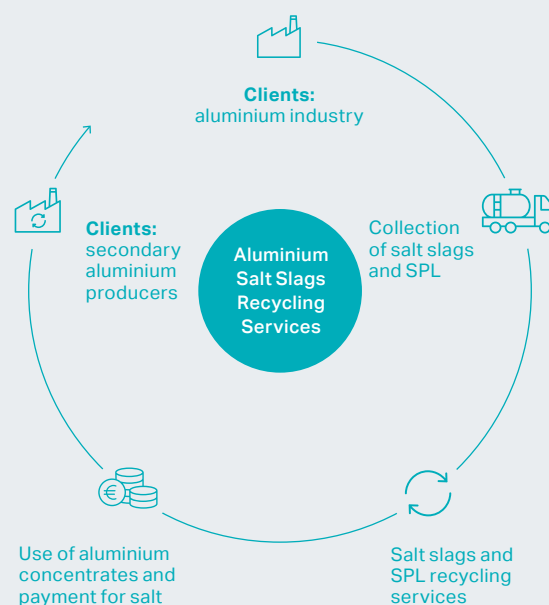 Clients:
aluminium industry
Collection
of salt slags
and SPL
Salt slags and
SPL recycling
services
Use of aluminium
concentrates and
payment for salt
Clients:
secondary
aluminium
producers
Aluminium
Salt Slags
Recycling
Services
€